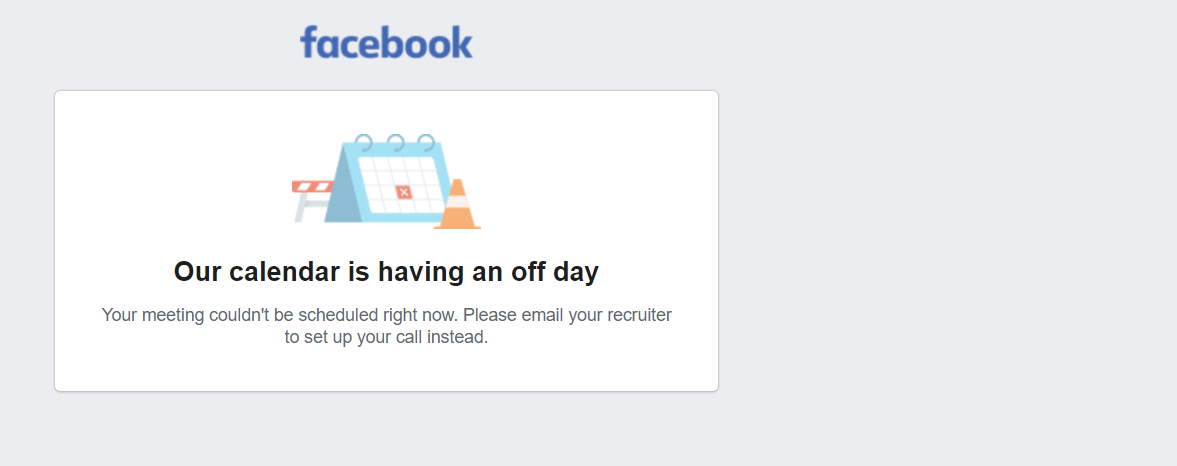 facebook
Our calendar is having an off day
Your meeting couldn't be scheduled right now. Please email your recruiter
to set up your call instead.